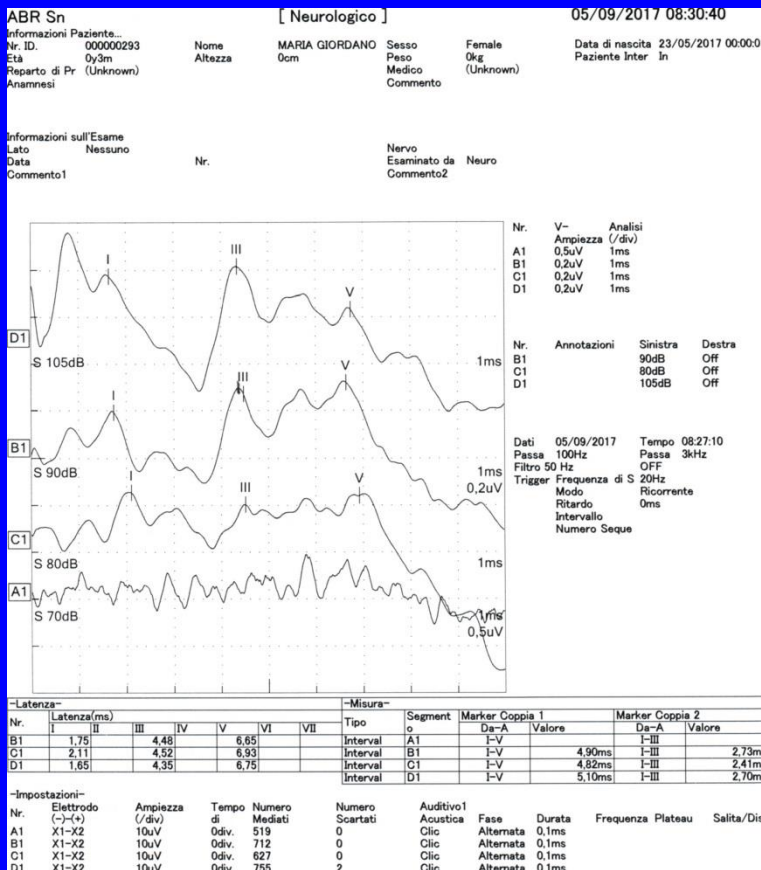 ABR Sn [ Neurologico ] 05/09/2017 08:30:40
Informazioni Paziente...
Nr. ID. 000000293 Nome MARIA GIORDANO Sesso Female Data di nascita 23/05/2017 00:00:0
Età 0y3m Altezza 0cm Peso 0kg Paziente Inter In
Reparto di Pr (Unknown) Medico (Unknown)
Anamnesi Commento
Informazioni sull'Esame
Lato Nessuno Nervo
Data Nr. Esaminato da Neuro
Commento1 Commento2
Nr. V- Analisi
Ampiezza (/div)
A1 0,5uV 1ms
B1 0,2uV 1ms
C1 0,2uV 1ms
D1 0,2uV 1ms
I III V
D1
S 105dB 1ms
Nr. Annotazioni Sinistra Destra
B1 90dB Off
C1 80dB Off
D1 105dB Off
I III V
B1
S 90dB 1ms
0,2uV
Dati 05/09/2017 Tempo 08:27:10
Passa 100Hz Passa 3kHz
Filtro 50 Hz OFF
Trigger Frequenza di S 20Hz
Modo Ricorrente
Ritardo 0ms
Intervallo
Numero Seque
I III V
C1
S 80dB 1ms
A1
S 70dB 1ms
0,5uV
-Latenza- -Misura-
Nr. Latenza(ms) Tipo Segment Marker Coppia 1 Marker Coppia 2
I II III IV V VI VII o Da-A Valore Da-A Valore
B1 1,75 4,48 6,65 Interval A1 I-V I-III
C1 2,11 4,52 6,93 Interval B1 I-V 4,90ms I-III 2,73m
D1 1,65 4,35 6,75 Interval C1 I-V 4,82ms I-III 2,41m
Interval D1 I-V 5,10ms I-III 2,70m
-Impostazioni-
Nr. Elettrodo Ampiezza Tempo Numero Numero Auditivo1
(-)-(+) (/div) di Mediati Scartati Acustica Fase Durata Frequenza Plateau Salita/Dis
A1 X1-X2 10uV 0div. 519 0 Clic Alternata 0,1ms
B1 X1-X2 10uV 0div. 712 0 Clic Alternata 0,1ms
C1 X1-X2 10uV 0div. 627 0 Clic Alternata 0,1ms
D1 X1-X2 10uV 0div. 755 2 Clic Alternata 0,1ms